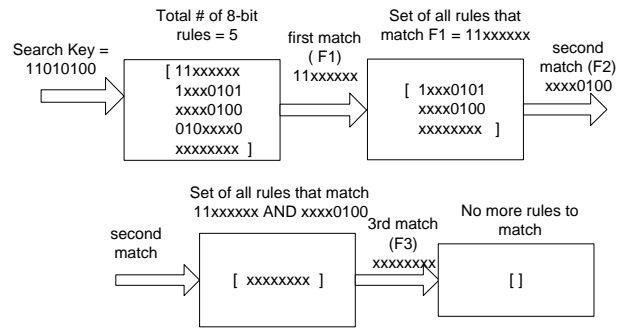 Total # of 8-bit
rules = 5
Search Key =
11010100
[ 11xxxxxx
1xxx0101
xxxx0100
010xxxx0
xxxxxxxx ]
first match
( F1)
11xxxxxx
Set of all rules that
match F1 = 11xxxxxx
[ 1xxx0101
xxxx0100
xxxxxxxx ]
second
match (F2)
xxxx0100
second
match
Set of all rules that match
11xxxxxx AND xxxx0100
[ xxxxxxxx ]
3rd match
(F3)
xxxxxxxx
No more rules to
match
[ ]